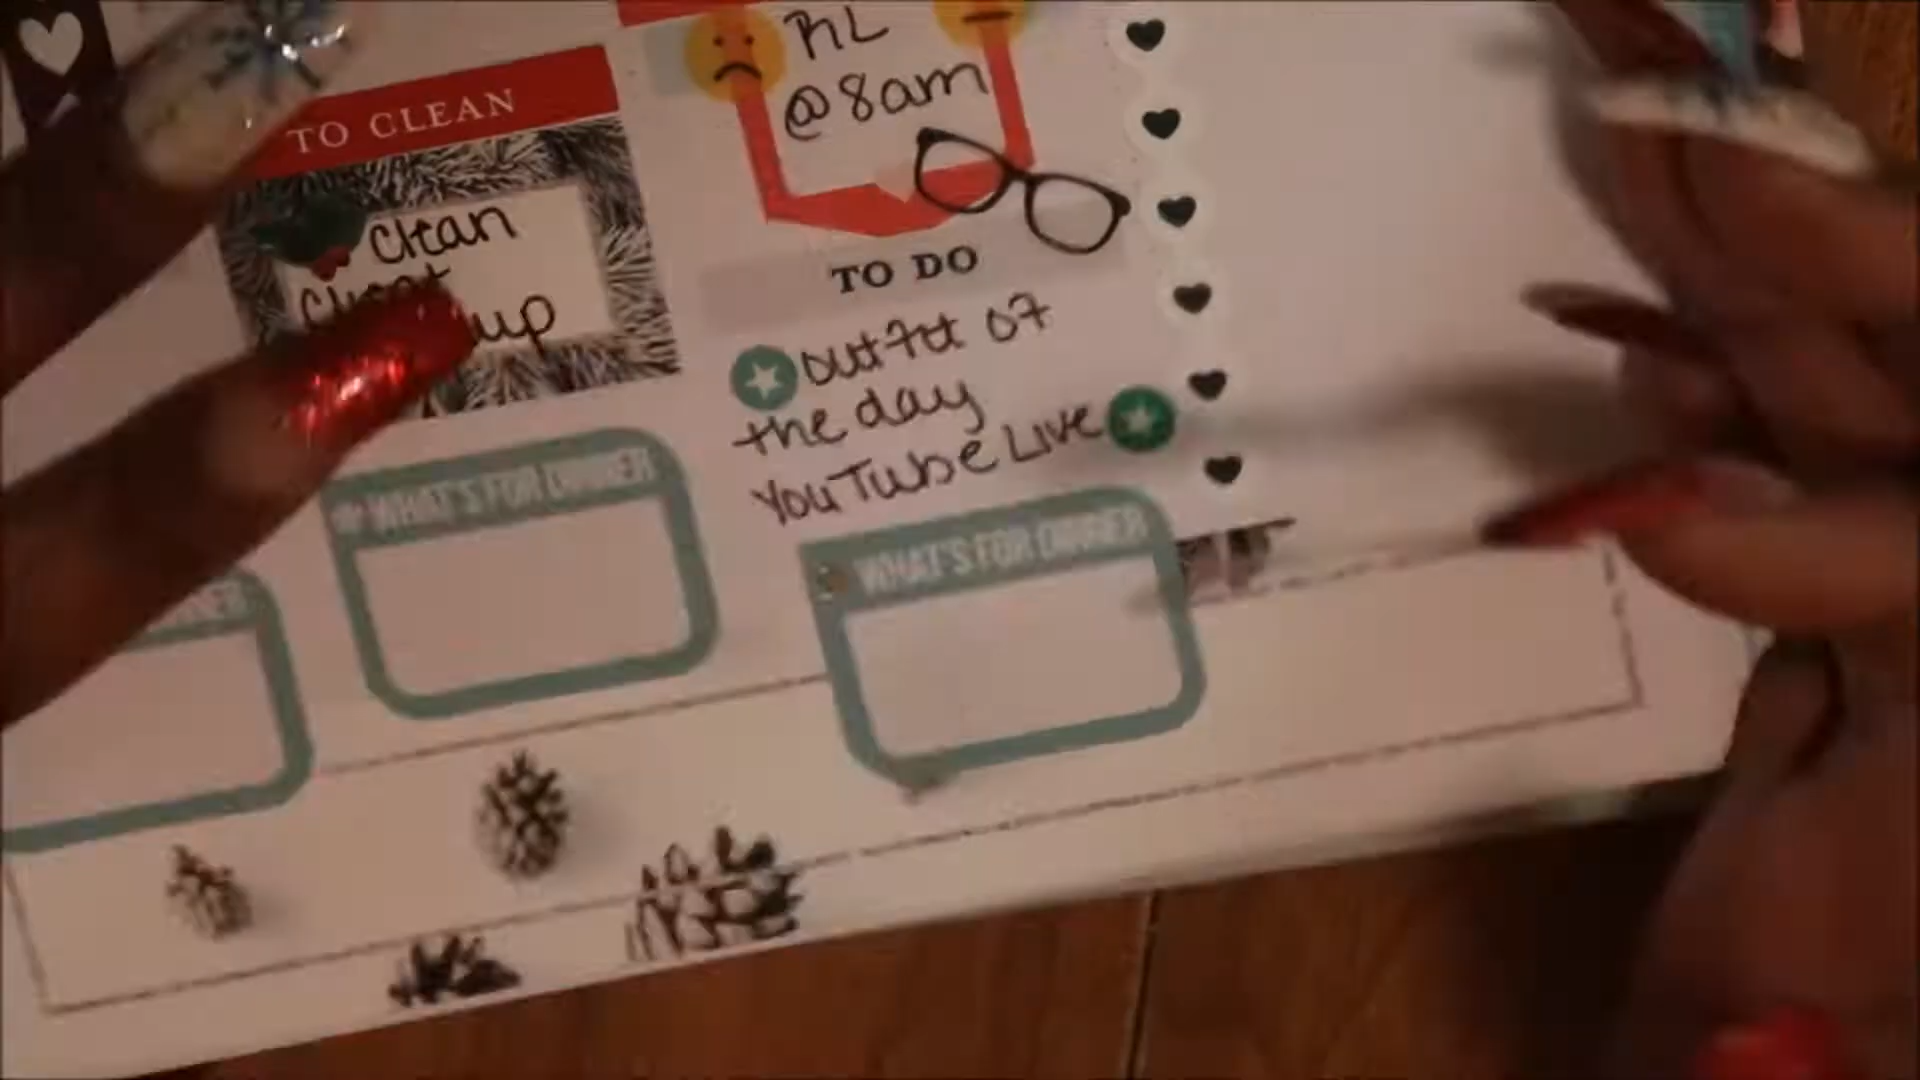 RL
@8am
TO CLEAN
Clean
up
TO DO
outfit of
the day
YouTube Live
WHAT'S FOR DINNER
WHAT'S FOR DINNER